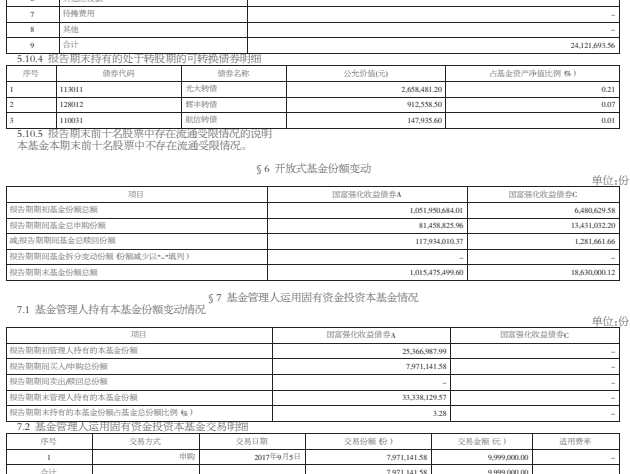 7 待摊费用 –
8 其他 –
9 合计 24,121,693.56
5.10.4 报告期末持有的处于转股期的可转换债券明细
序号 债券代码 债券名称 公允价值(元) 占基金资产净值比例（%）
1 113011 光大转债 2,658,481.20 0.21
2 128012 辉丰转债 912,558.50 0.07
3 110031 航信转债 147,935.60 0.01
5.10.5 报告期末前十名股票中存在流通受限情况的说明
本基金本期末前十名股票中不存在流通受限情况。
§6 开放式基金份额变动
单位:份
项目 国富强化收益债券A 国富强化收益债券C
报告期期初基金份额总额 1,051,950,684.01 6,480,629.58
报告期期间基金总申购份额 81,458,825.96 13,431,032.20
减:报告期期间基金总赎回份额 117,934,010.37 1,281,661.66
报告期期间基金拆分变动份额（份额减少以"-"填列） – –
报告期期末基金份额总额 1,015,475,499.60 18,630,000.12
§7 基金管理人运用固有资金投资本基金情况
7.1 基金管理人持有本基金份额变动情况
单位:份
项目 国富强化收益债券A 国富强化收益债券C
报告期期初管理人持有的本基金份额 25,366,987.99 –
报告期期间买入/申购总份额 7,971,141.58 –
报告期期间卖出/赎回总份额 – –
报告期期末管理人持有的本基金份额 33,338,129.57 –
报告期期末持有的本基金份额占基金总份额比例（%） 3.28 –
7.2 基金管理人运用固有资金投资本基金交易明细
序号 交易方式 交易日期 交易份额（份） 交易金额（元） 适用费率
1 申购 2017年9月5日 7,971,141.58 9,999,000.00 –
合计 7,971,141.58 9,999,000.00